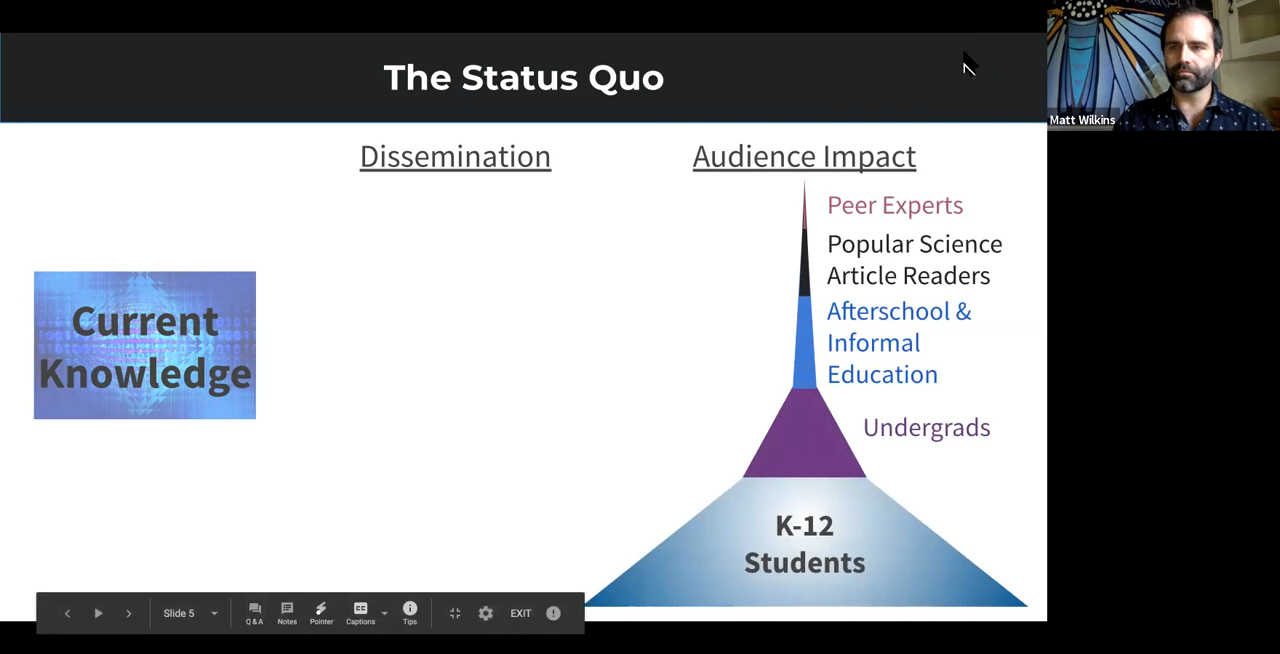 The Status Quo
Matt Wilkins
Dissemination
Audience Impact
Peer Experts
Popular Science
Article Readers
Afterschool &
Informal
Education
Current
Knowledge
Undergrads
K-12
Students
Slide 5
Q & A
Notes
Pointer
CC
Captions
Tips
EXIT